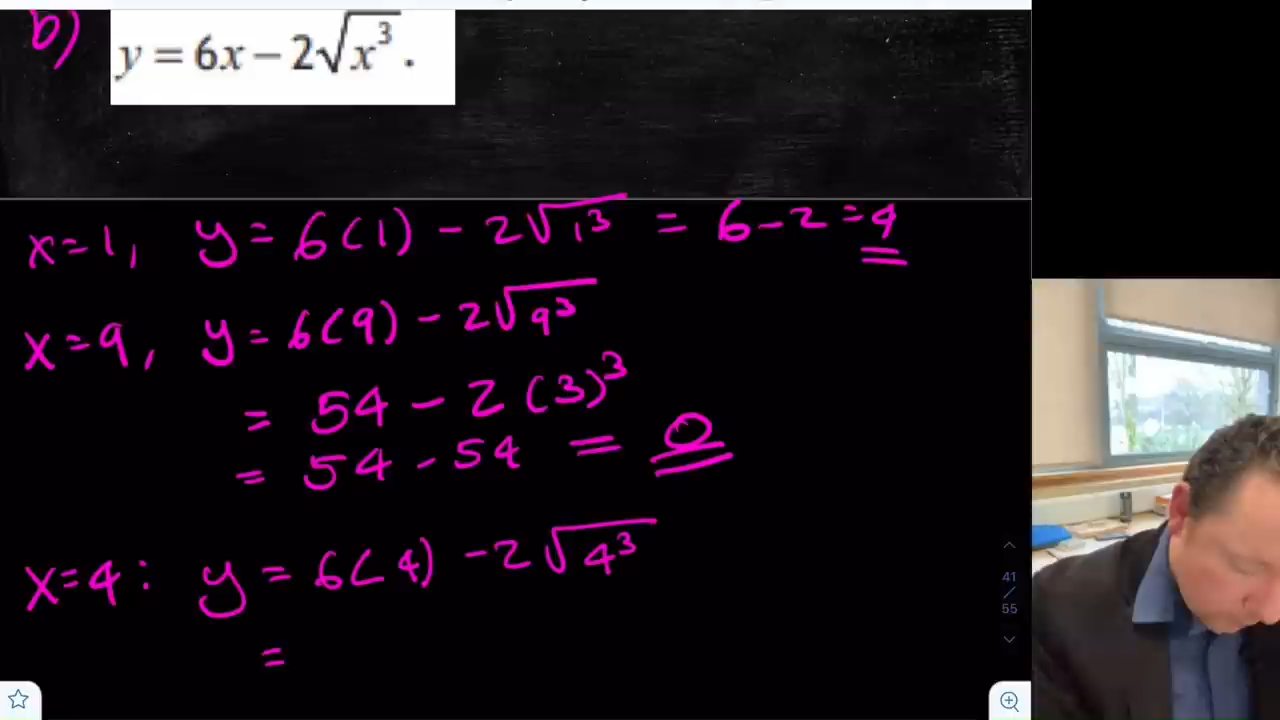 b)
y = 6x − 2√x³.
x=1, y = 6(1) − 2√1³ = 6−2=4
x=9, y = 6(9) − 2√9³
= 54 − 2(3)³
= 54 − 54 = 0
x=4: y = 6(4) − 2√4³
=
41
/
55